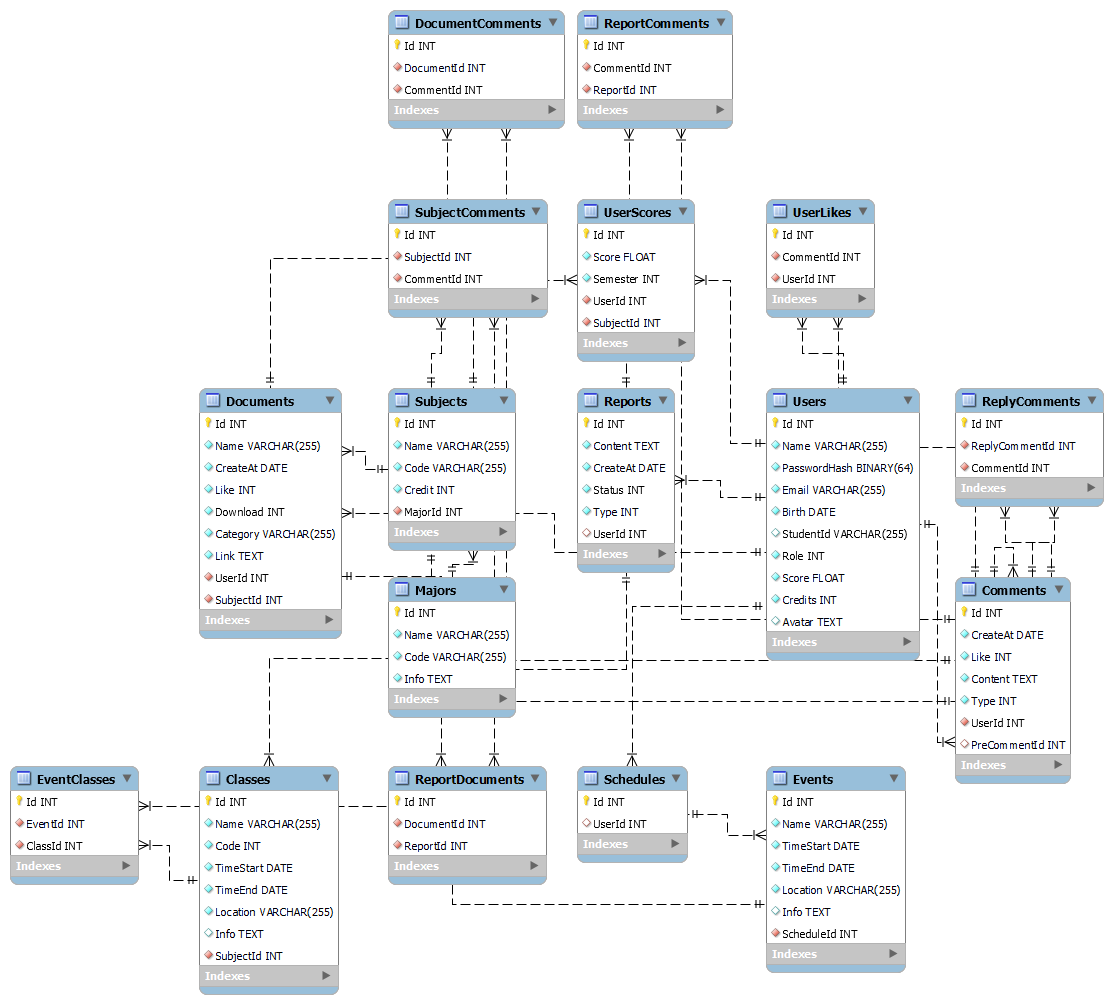 DocumentComments
Id INT
DocumentId INT
CommentId INT
Indexes
ReportComments
Id INT
CommentId INT
ReportId INT
Indexes
SubjectComments
Id INT
SubjectId INT
CommentId INT
Indexes
UserScores
Id INT
Score FLOAT
Semester INT
UserId INT
SubjectId INT
Indexes
UserLikes
Id INT
CommentId INT
UserId INT
Indexes
Documents
Id INT
Name VARCHAR(255)
CreateAt DATE
Like INT
Download INT
Category VARCHAR(255)
Link TEXT
UserId INT
SubjectId INT
Indexes
Subjects
Id INT
Name VARCHAR(255)
Code VARCHAR(255)
Credit INT
MajorId INT
Indexes
Reports
Id INT
Content TEXT
CreateAt DATE
Status INT
Type INT
UserId INT
Indexes
Users
Id INT
Name VARCHAR(255)
PasswordHash BINARY(64)
Email VARCHAR(255)
Birth DATE
StudentId VARCHAR(255)
Role INT
Score FLOAT
Credits INT
Avatar TEXT
Indexes
ReplyComments
Id INT
ReplyCommentId INT
CommentId INT
Indexes
Majors
Id INT
Name VARCHAR(255)
Code VARCHAR(255)
Info TEXT
Indexes
Comments
Id INT
CreateAt DATE
Like INT
Content TEXT
Type INT
UserId INT
PreCommentId INT
Indexes
EventClasses
Id INT
EventId INT
ClassId INT
Indexes
Classes
Id INT
Name VARCHAR(255)
Code INT
TimeStart DATE
TimeEnd DATE
Location VARCHAR(255)
Info TEXT
SubjectId INT
Indexes
ReportDocuments
Id INT
DocumentId INT
ReportId INT
Indexes
Schedules
Id INT
UserId INT
Indexes
Events
Id INT
Name VARCHAR(255)
TimeStart DATE
TimeEnd DATE
Location VARCHAR(255)
Info TEXT
ScheduleId INT
Indexes